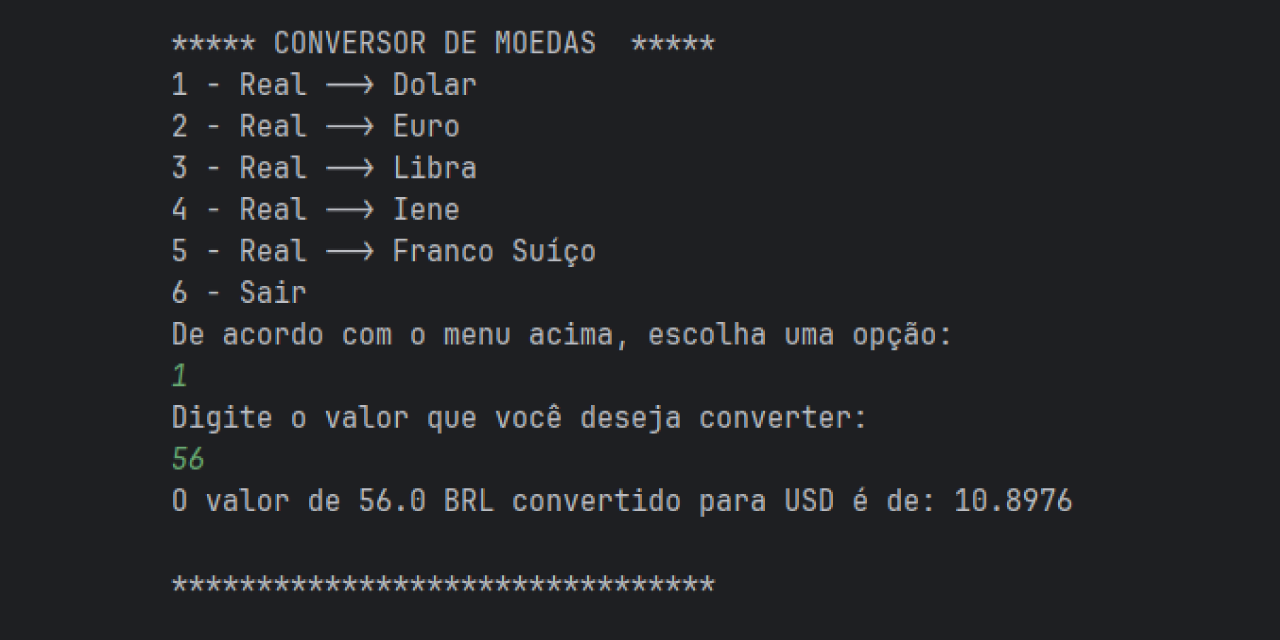 ***** CONVERSOR DE MOEDAS  *****
1 - Real ⟶ Dolar
2 - Real ⟶ Euro
3 - Real ⟶ Libra
4 - Real ⟶ Iene
5 - Real ⟶ Franco Suíço
6 - Sair
De acordo com o menu acima, escolha uma opção:
1
Digite o valor que você deseja converter:
56
O valor de 56.0 BRL convertido para USD é de: 10.8976
********************************